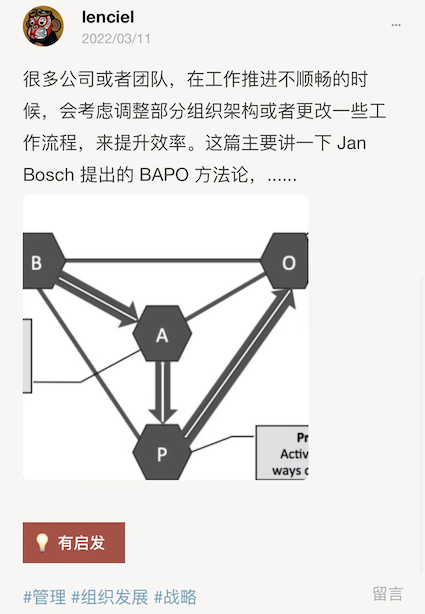 lenciel
2022/03/11
很多公司或者团队，在工作推进不顺畅的时
候，会考虑调整部分组织架构或者更改一些工
作流程，来提升效率。这篇主要讲一下 Jan
Bosch 提出的 BAPO 方法论，......
B
O
A
P
Pr
Activ
ways o
有启发
#管理 #组织发展 #战略
留言